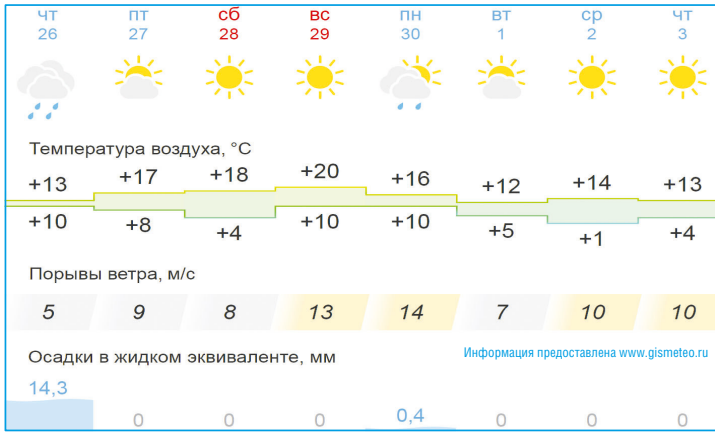 чт пт сб вс пн вт ср чт
26 27 28 29 30 1 2 3
Температура воздуха, °C
+13 +17 +18 +20 +16 +12 +14 +13
+10 +8 +4 +10 +10 +5 +1 +4
Порывы ветра, м/с
5 9 8 13 14 7 10 10
Осадки в жидком эквиваленте, мм
Информация предоставлена www.gismeteo.ru
14,3 0 0 0 0,4 0 0 0